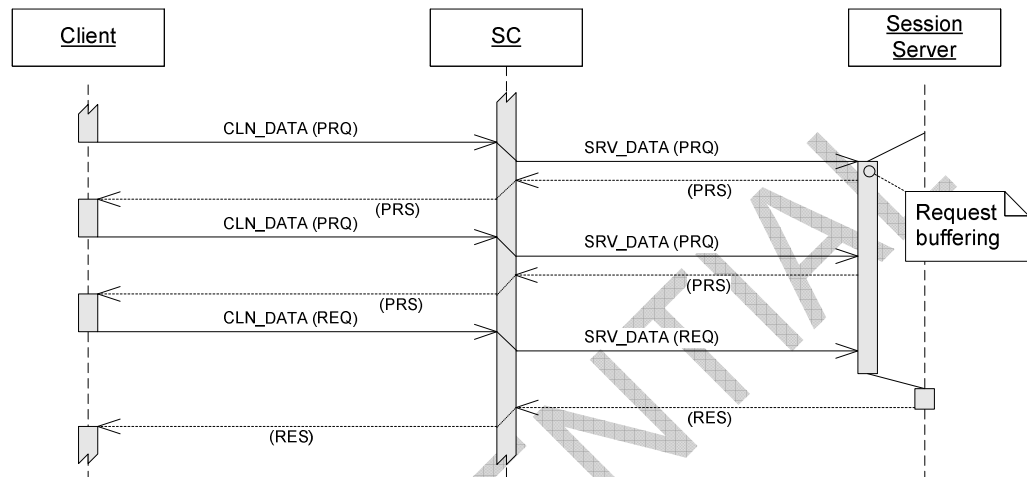 Client
SC
Session
Server
CLN_DATA (PRQ)
SRV_DATA (PRQ)
(PRS)
(PRS)
Request
buffering
CLN_DATA (PRQ)
SRV_DATA (PRQ)
(PRS)
(PRS)
CLN_DATA (REQ)
SRV_DATA (REQ)
(RES)
(RES)
ENTIAL